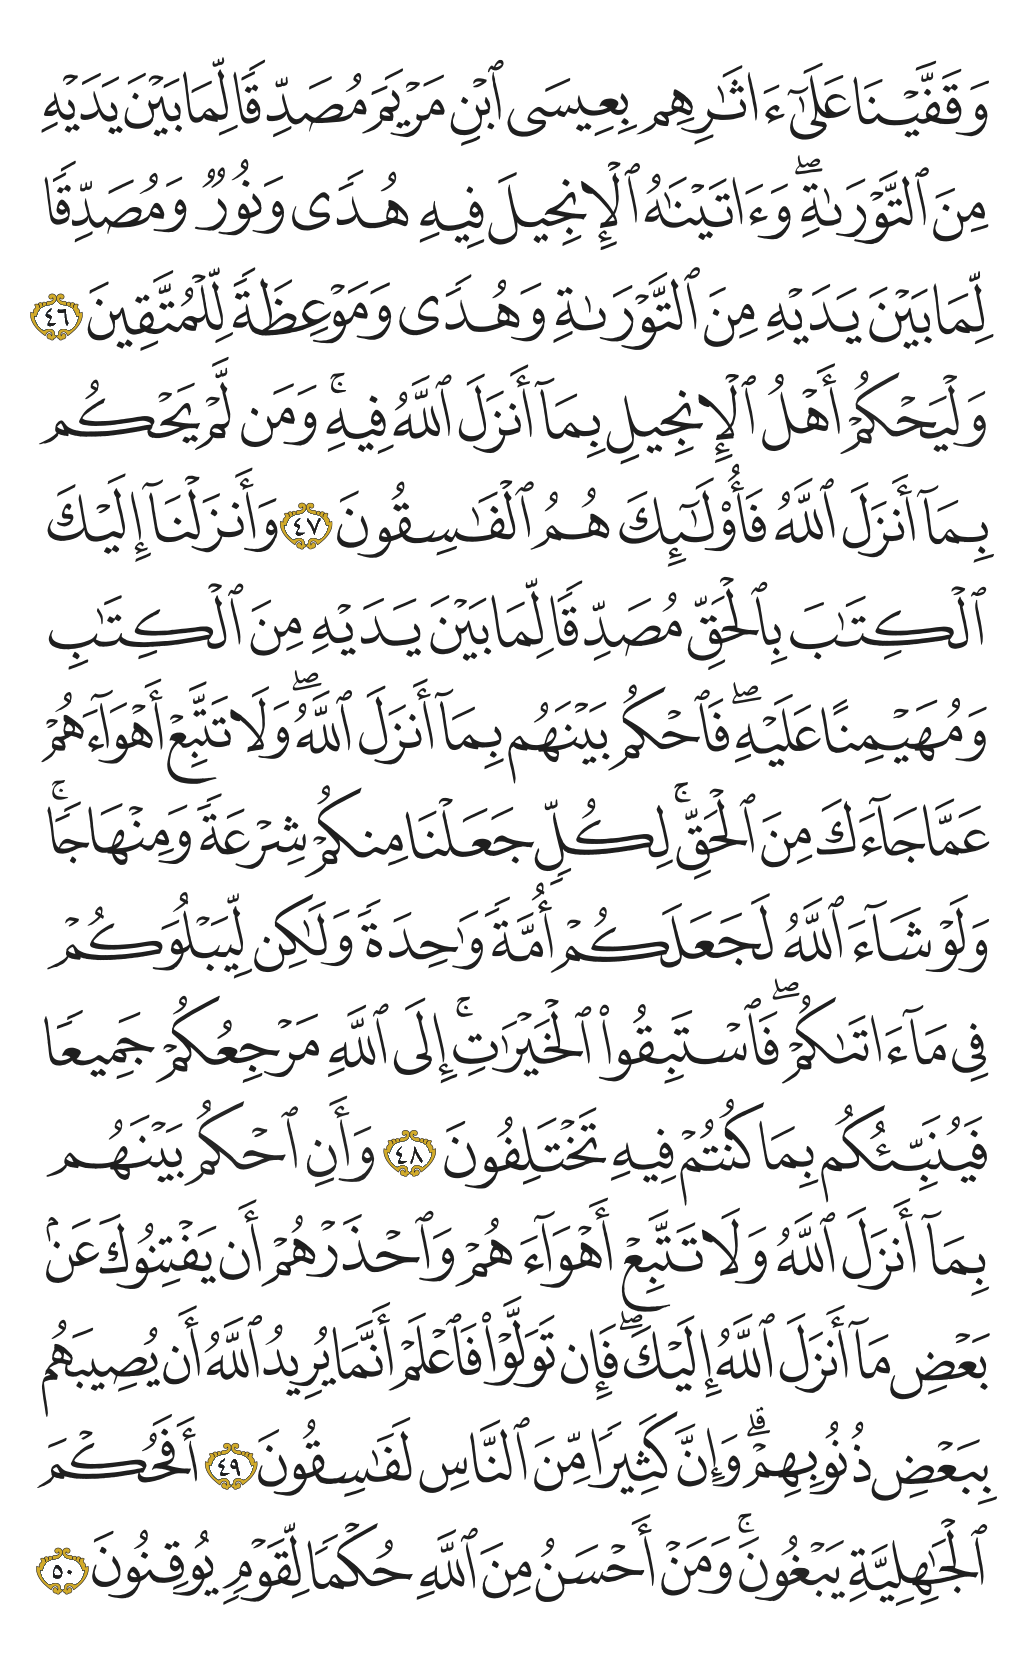 وَقَفَّيْنَا عَلَىٰٓ ءَاثَٰرِهِم بِعِيسَى ٱبْنِ مَرْيَمَ مُصَدِّقًا لِّمَا بَيْنَ يَدَيْهِ
مِنَ ٱلتَّوْرَىٰةِ ۖ وَءَاتَيْنَٰهُ ٱلْإِنجِيلَ فِيهِ هُدًى وَنُورٌ وَمُصَدِّقًا
لِّمَا بَيْنَ يَدَيْهِ مِنَ ٱلتَّوْرَىٰةِ وَهُدًى وَمَوْعِظَةً لِّلْمُتَّقِينَ ٤٦
وَلْيَحْكُمْ أَهْلُ ٱلْإِنجِيلِ بِمَآ أَنزَلَ ٱللَّهُ فِيهِ ۚ وَمَن لَّمْ يَحْكُم
بِمَآ أَنزَلَ ٱللَّهُ فَأُو۟لَٰٓئِكَ هُمُ ٱلْفَٰسِقُونَ ٤٧ وَأَنزَلْنَآ إِلَيْكَ
ٱلْكِتَٰبَ بِٱلْحَقِّ مُصَدِّقًا لِّمَا بَيْنَ يَدَيْهِ مِنَ ٱلْكِتَٰبِ
وَمُهَيْمِنًا عَلَيْهِ ۖ فَٱحْكُم بَيْنَهُم بِمَآ أَنزَلَ ٱللَّهُ ۖ وَلَا تَتَّبِعْ أَهْوَآءَهُمْ
عَمَّا جَآءَكَ مِنَ ٱلْحَقِّ ۚ لِكُلٍّ جَعَلْنَا مِنكُمْ شِرْعَةً وَمِنْهَاجًا ۚ
وَلَوْ شَآءَ ٱللَّهُ لَجَعَلَكُمْ أُمَّةً وَٰحِدَةً وَلَٰكِن لِّيَبْلُوَكُمْ
فِى مَآ ءَاتَىٰكُمْ ۖ فَٱسْتَبِقُوا۟ ٱلْخَيْرَٰتِ ۚ إِلَى ٱللَّهِ مَرْجِعُكُمْ جَمِيعًا
فَيُنَبِّئُكُم بِمَا كُنتُمْ فِيهِ تَخْتَلِفُونَ ٤٨ وَأَنِ ٱحْكُم بَيْنَهُم
بِمَآ أَنزَلَ ٱللَّهُ وَلَا تَتَّبِعْ أَهْوَآءَهُمْ وَٱحْذَرْهُمْ أَن يَفْتِنُوكَ عَنۢ
بَعْضِ مَآ أَنزَلَ ٱللَّهُ إِلَيْكَ ۖ فَإِن تَوَلَّوْا۟ فَٱعْلَمْ أَنَّمَا يُرِيدُ ٱللَّهُ أَن يُصِيبَهُم
بِبَعْضِ ذُنُوبِهِمْ ۗ وَإِنَّ كَثِيرًا مِّنَ ٱلنَّاسِ لَفَٰسِقُونَ ٤٩ أَفَحُكْمَ
ٱلْجَٰهِلِيَّةِ يَبْغُونَ ۚ وَمَنْ أَحْسَنُ مِنَ ٱللَّهِ حُكْمًا لِّقَوْمٍ يُوقِنُونَ ٥٠